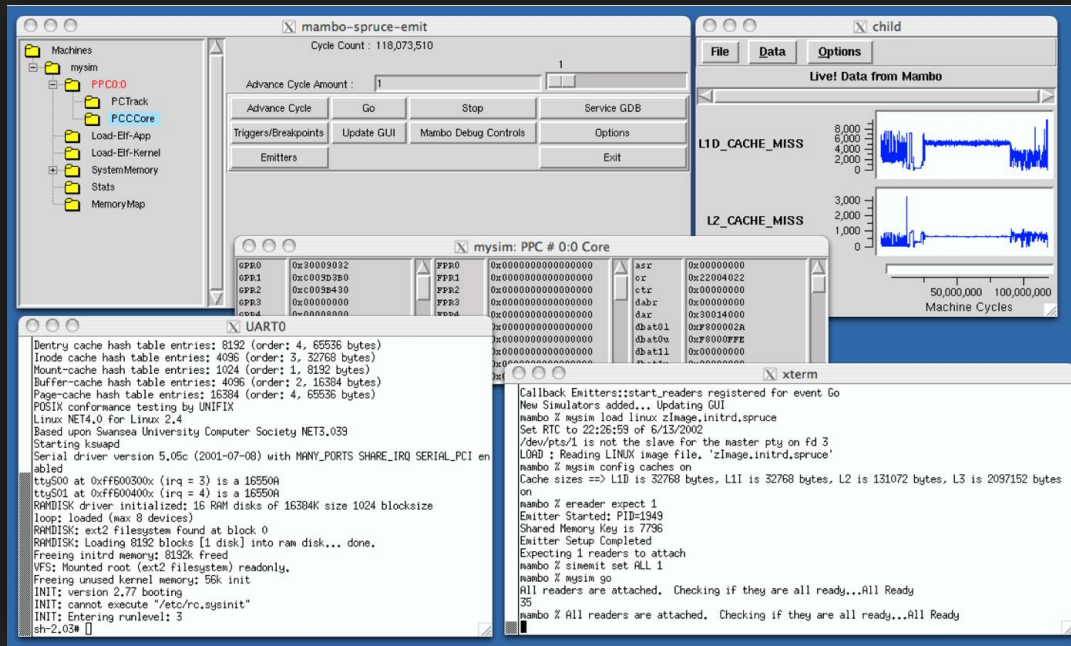 mambo-spruce-emit
Machines
mysim
PPC0:0
PCTrack
PCCCore
Load-Elf-App
Load-Elf-Kernel
SystemMemory
Stats
MemoryMap
Cycle Count : 118,073,510
1
Advance Cycle Amount : 1
Advance Cycle Go Stop Service GDB
Triggers/Breakpoints Update GUI Mambo Debug Controls Options
Emitters Exit
child
File Data Options
Live! Data from Mambo
L1D_CACHE_MISS
8,000
6,000
4,000
2,000
0
L2_CACHE_MISS
3,000
2,000
1,000
0
50,000,000 100,000,000
Machine Cycles
mysim: PPC # 0:0 Core
GPR0 0x30009032 FPR0 0x0000000000000000 asr 0x00000000
GPR1 0xC009D3B0 FPR1 0x0000000000000000 cr 0x22004022
GPR2 0xC009B430 FPR2 0x0000000000000000 ctr 0x00000000
GPR3 0x00000000 FPR3 0x0000000000000000 dabr 0x00000000
GPR4 0x00008000 FPR4 0x0000000000000000 dar 0x30014000
0x0000000000000000 dbat0l 0xF800002A
0x0000000000000000 dbat0u 0xF8000FFE
0x0000000000000000 dbat1l 0x00000000
UART0
Dentry cache hash table entries: 8192 (order: 4, 65536 bytes)
Inode cache hash table entries: 4096 (order: 3, 32768 bytes)
Mount-cache hash table entries: 1024 (order: 1, 8192 bytes)
Buffer-cache hash table entries: 4096 (order: 2, 16384 bytes)
Page-cache hash table entries: 16384 (order: 4, 65536 bytes)
POSIX conformance testing by UNIFIX
Linux NET4.0 for Linux 2.4
Based upon Swansea University Computer Society NET3.039
Starting kswapd
Serial driver version 5.05c (2001-07-08) with MANY_PORTS SHARE_IRQ SERIAL_PCI en
abled
ttyS00 at 0xff600300x (irq = 3) is a 16550A
ttyS01 at 0xff600400x (irq = 4) is a 16550A
RAMDISK driver initialized: 16 RAM disks of 16384K size 1024 blocksize
loop: loaded (max 8 devices)
RAMDISK: ext2 filesystem found at block 0
RAMDISK: Loading 8192 blocks [1 disk] into ram disk... done.
Freeing initrd memory: 8192k freed
VFS: Mounted root (ext2 filesystem) readonly.
Freeing unused kernel memory: 56k init
INIT: version 2.77 booting
INIT: cannot execute "/etc/rc.sysinit"
INIT: Entering runlevel: 3
sh-2.03#
xterm
Callback Emitters::start_readers registered for event Go
New Simulators added... Updating GUI
mambo % mysim load linux zImage.initrd.spruce
Set RTC to 22:26:59 of 6/13/2002
/dev/pts/1 is not the slave for the master pty on fd 3
LOAD : Reading LINUX image file. 'zImage.initrd.spruce'
mambo % mysim config caches on
Cache sizes ==> L1D is 32768 bytes, L1I is 32768 bytes, L2 is 131072 bytes, L3 is 2097152 bytes
on
mambo % ereader expect 1
Emitter Started: PID=1949
Shared Memory Key is 7796
Emitter Setup Completed
Expecting 1 readers to attach
mambo % simemit set ALL 1
mambo % mysim go
All readers are attached.  Checking if they are all ready...All Ready
35
mambo % All readers are attached.  Checking if they are all ready...All Ready